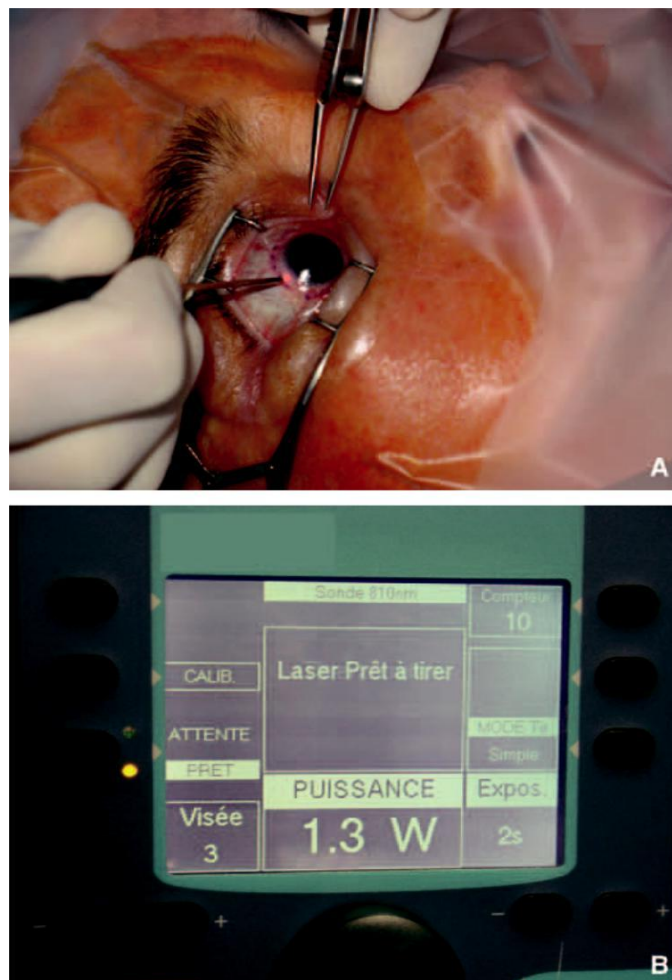 A
Sonde 810nm
Compteur
10
CALIB.
Laser Prêt à tirer
ATTENTE
MODE Tir
PRET
Simple
PUISSANCE
Expos.
Visée
3
1.3 W
2s
- +
- +
B